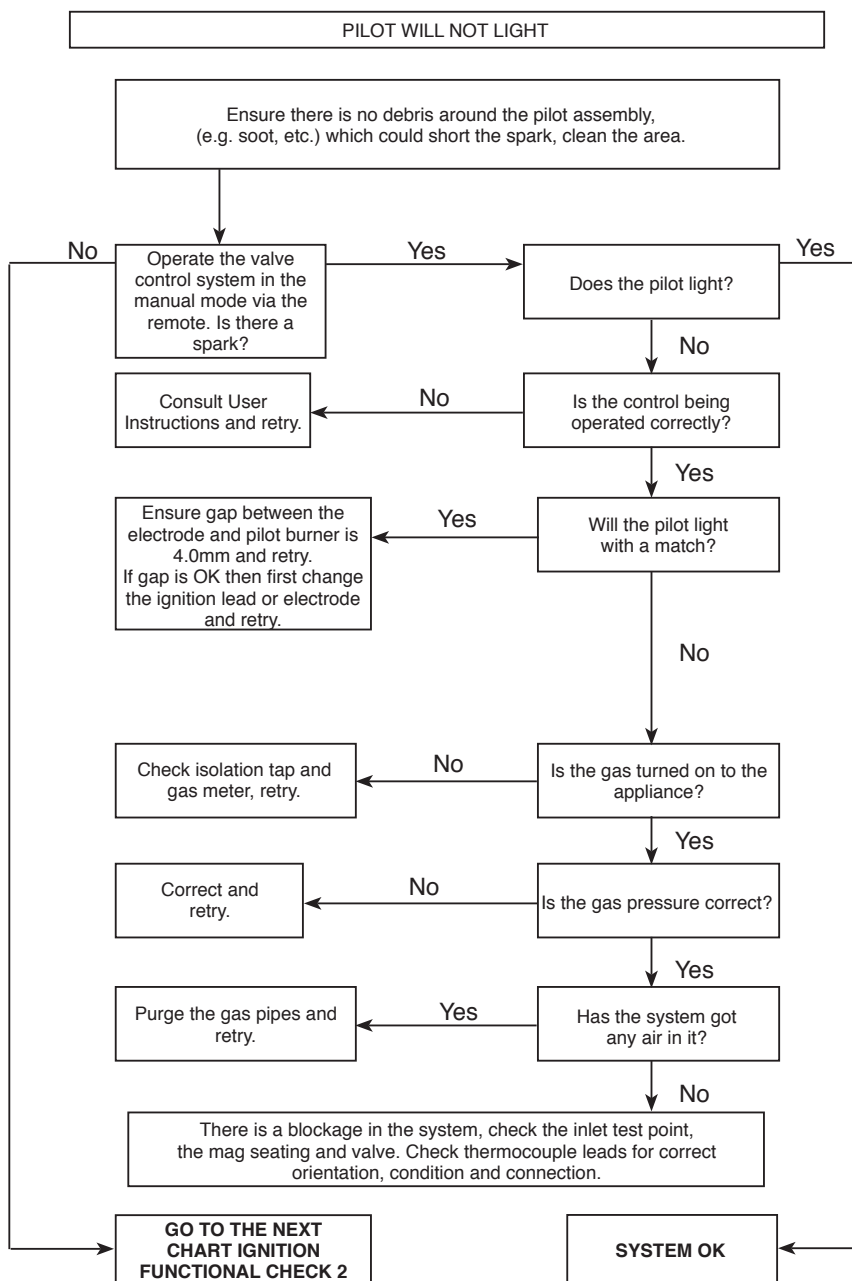 PILOT WILL NOT LIGHT
Ensure there is no debris around the pilot assembly,
(e.g. soot, etc.) which could short the spark, clean the area.
No
Operate the valve
control system in the
manual mode via the
remote. Is there a
spark?
Yes
Does the pilot light?
Yes
No
Consult User
Instructions and retry.
No
Is the control being
operated correctly?
Yes
Ensure gap between the
electrode and pilot burner is
4.0mm and retry.
If gap is OK then first change
the ignition lead or electrode
and retry.
Yes
Will the pilot light
with a match?
No
Check isolation tap and
gas meter, retry.
No
Is the gas turned on to the
appliance?
Yes
Correct and
retry.
No
Is the gas pressure correct?
Yes
Purge the gas pipes and
retry.
Yes
Has the system got
any air in it?
No
There is a blockage in the system, check the inlet test point,
the mag seating and valve. Check thermocouple leads for correct
orientation, condition and connection.
GO TO THE NEXT
CHART IGNITION
FUNCTIONAL CHECK 2
SYSTEM OK